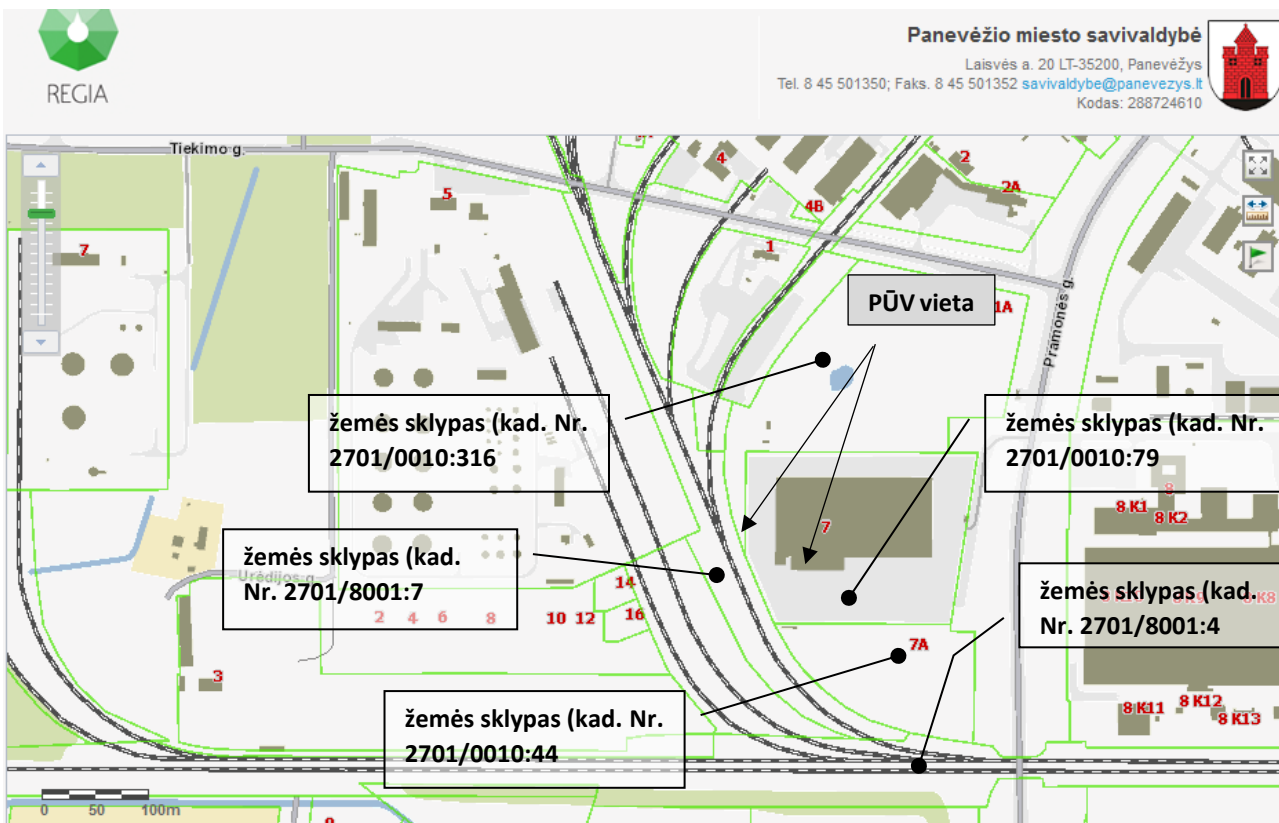 REGIA
Panevėžio miesto savivaldybė
Laisvės a. 20 LT-35200, Panevėžys
Tel. 8 45 501350; Faks. 8 45 501352 savivaldybe@panevezys.lt
Kodas: 288724610
Tiekimo g.
4
2
2A
5
4B
7
1
PŪV vieta
1A
Pramonės g.
žemės sklypas (kad. Nr.
2701/0010:316
žemės sklypas (kad. Nr.
2701/0010:79
8
8 K1
8 K2
7
žemės sklypas (kad.
Nr. 2701/8001:7
Urėdijos g.
14
žemės sklypas (kad.
Nr. 2701/8001:4
8 K9
8 K8
2
4
6
8
10
12
16
7A
3
žemės sklypas (kad. Nr.
2701/0010:44
8 K11
8 K12
8 K13
0
50
100m